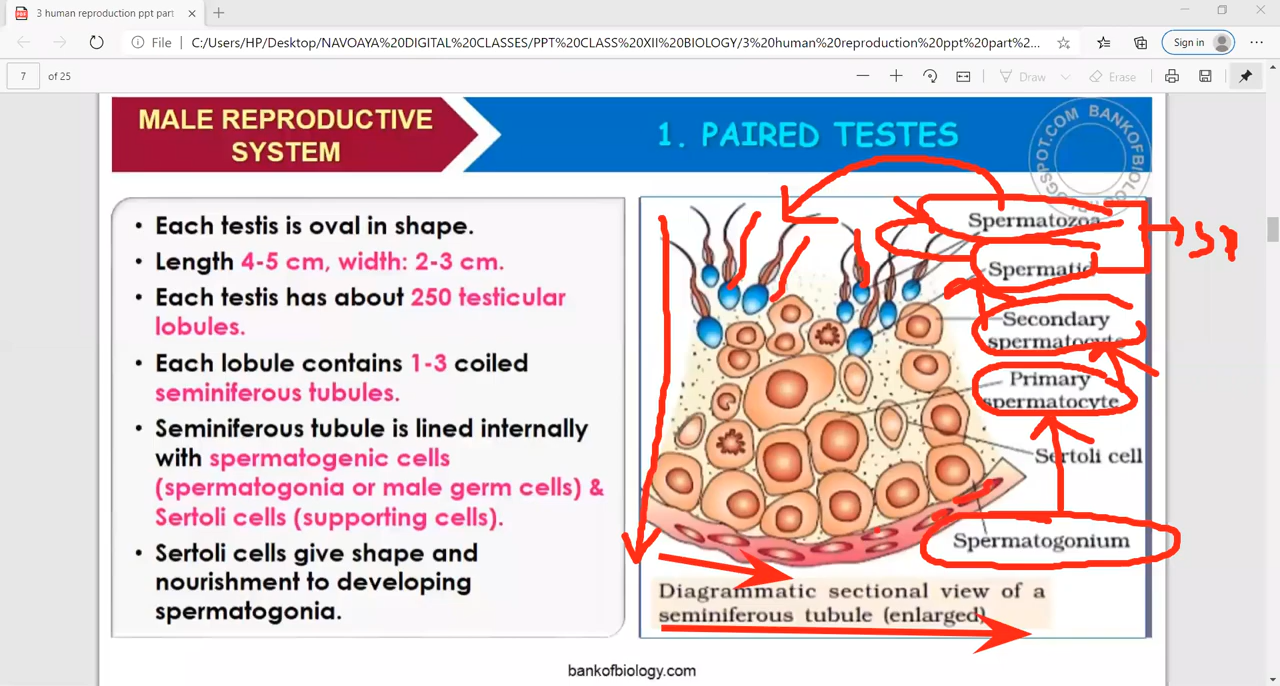 3 human reproduction ppt part
File
C:/Users/HP/Desktop/NAVOAYA%20DIGITAL%20CLASSES/PPT%20CLASS%20XII%20BIOLOGY/3%20human%20reproduction%20ppt%20part%2...
Sign in
7 of 25
Draw
Erase
MALE REPRODUCTIVE
SYSTEM
1. PAIRED TESTES
BANKOFBIOLOGY
GSPOT.COM
• Each testis is oval in shape.
• Length 4-5 cm, width: 2-3 cm.
• Each testis has about 250 testicular
lobules.
• Each lobule contains 1-3 coiled
seminiferous tubules.
• Seminiferous tubule is lined internally
with spermatogenic cells
(spermatogonia or male germ cells) &
Sertoli cells (supporting cells).
• Sertoli cells give shape and
nourishment to developing
spermatogonia.
Spermatozoa
Spermatid
Secondary
spermatocyte
Primary
spermatocyte
Sertoli cell
Spermatogonium
Diagrammatic sectional view of a
seminiferous tubule (enlarged)
bankofbiology.com